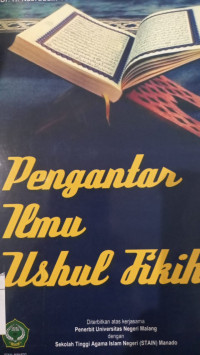 Pengantar
Ilmu
Ushul Fikih
Diterbitkan atas kerjasama
Penerbit Universitas Negeri Malang
dengan
Sekolah Tinggi Agama Islam Negeri (STAIN) Manado